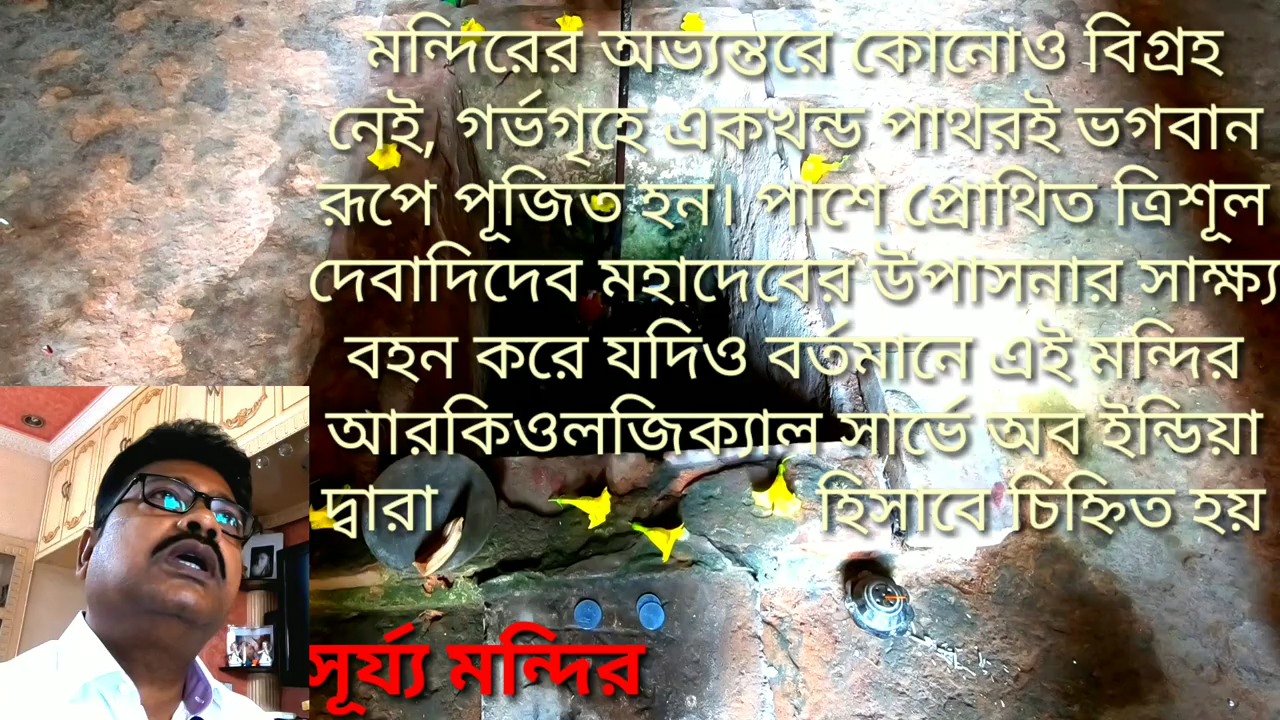 মন্দিরের অভ্যন্তরে কোনোও বিগ্রহ
নেই, গর্ভগৃহে একখন্ড পাথরই ভগবান
রূপে পূজিত হন। পাশে প্রোথিত ত্রিশূল
দেবাদিদেব মহাদেবের উপাসনার সাক্ষ্য
বহন করে যদিও বর্তমানে এই মন্দির
আরকিওলজিক্যাল সার্ভে অব ইন্ডিয়া
দ্বারা হিসাবে চিহ্নিত হয়
সূর্য্য মন্দির